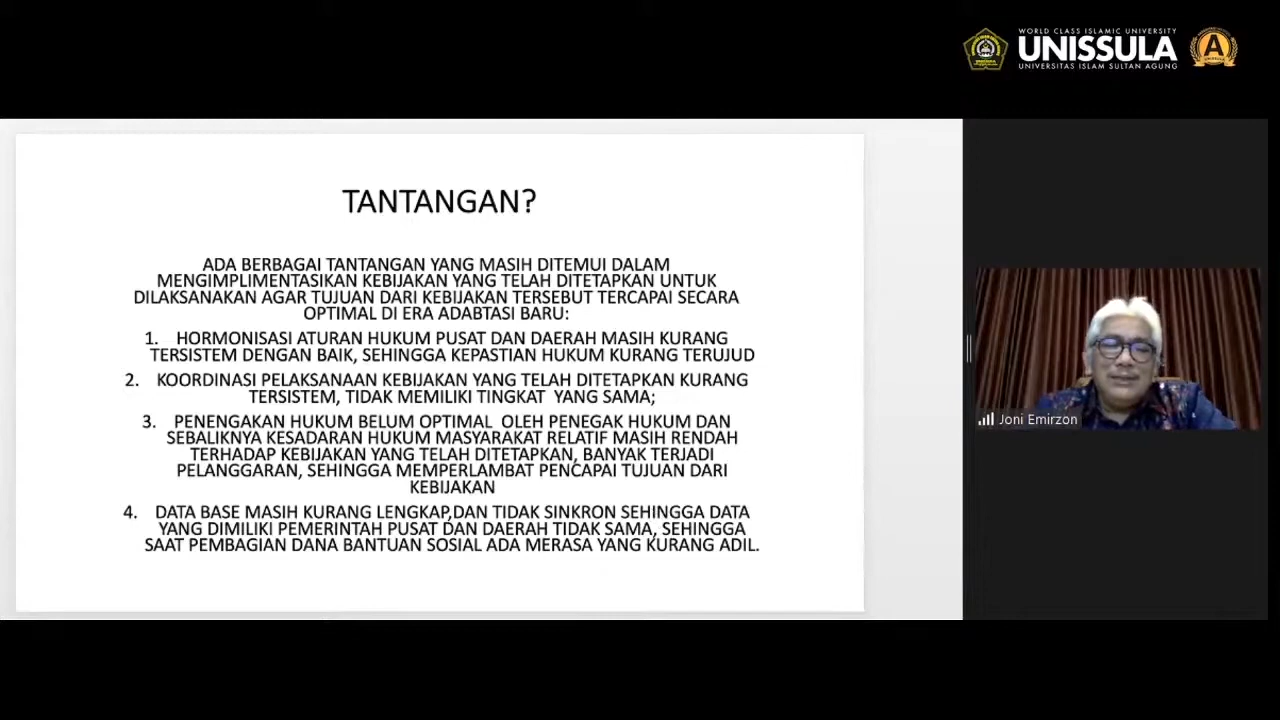 WORLD CLASS ISLAMIC UNIVERSITY
UNISSULA
UNIVERSITAS ISLAM SULTAN AGUNG
A
TANTANGAN?
ADA BERBAGAI TANTANGAN YANG MASIH DITEMUI DALAM
MENGIMPLIMENTASIKAN KEBIJAKAN YANG TELAH DITETAPKAN UNTUK
DILAKSANAKAN AGAR TUJUAN DARI KEBIJAKAN TERSEBUT TERCAPAI SECARA
OPTIMAL DI ERA ADABTASI BARU:
1. HORMONISASI ATURAN HUKUM PUSAT DAN DAERAH MASIH KURANG
TERSISTEM DENGAN BAIK, SEHINGGA KEPASTIAN HUKUM KURANG TERUJUD
2. KOORDINASI PELAKSANAAN KEBIJAKAN YANG TELAH DITETAPKAN KURANG
TERSISTEM, TIDAK MEMILIKI TINGKAT YANG SAMA;
3. PENENGAKAN HUKUM BELUM OPTIMAL OLEH PENEGAK HUKUM DAN
SEBALIKNYA KESADARAN HUKUM MASYARAKAT RELATIF MASIH RENDAH
TERHADAP KEBIJAKAN YANG TELAH DITETAPKAN, BANYAK TERJADI
PELANGGARAN, SEHINGGA MEMPERLAMBAT PENCAPAI TUJUAN DARI
KEBIJAKAN
4. DATA BASE MASIH KURANG LENGKAP,DAN TIDAK SINKRON SEHINGGA DATA
YANG DIMILIKI PEMERINTAH PUSAT DAN DAERAH TIDAK SAMA, SEHINGGA
SAAT PEMBAGIAN DANA BANTUAN SOSIAL ADA MERASA YANG KURANG ADIL.
Joni Emirzon